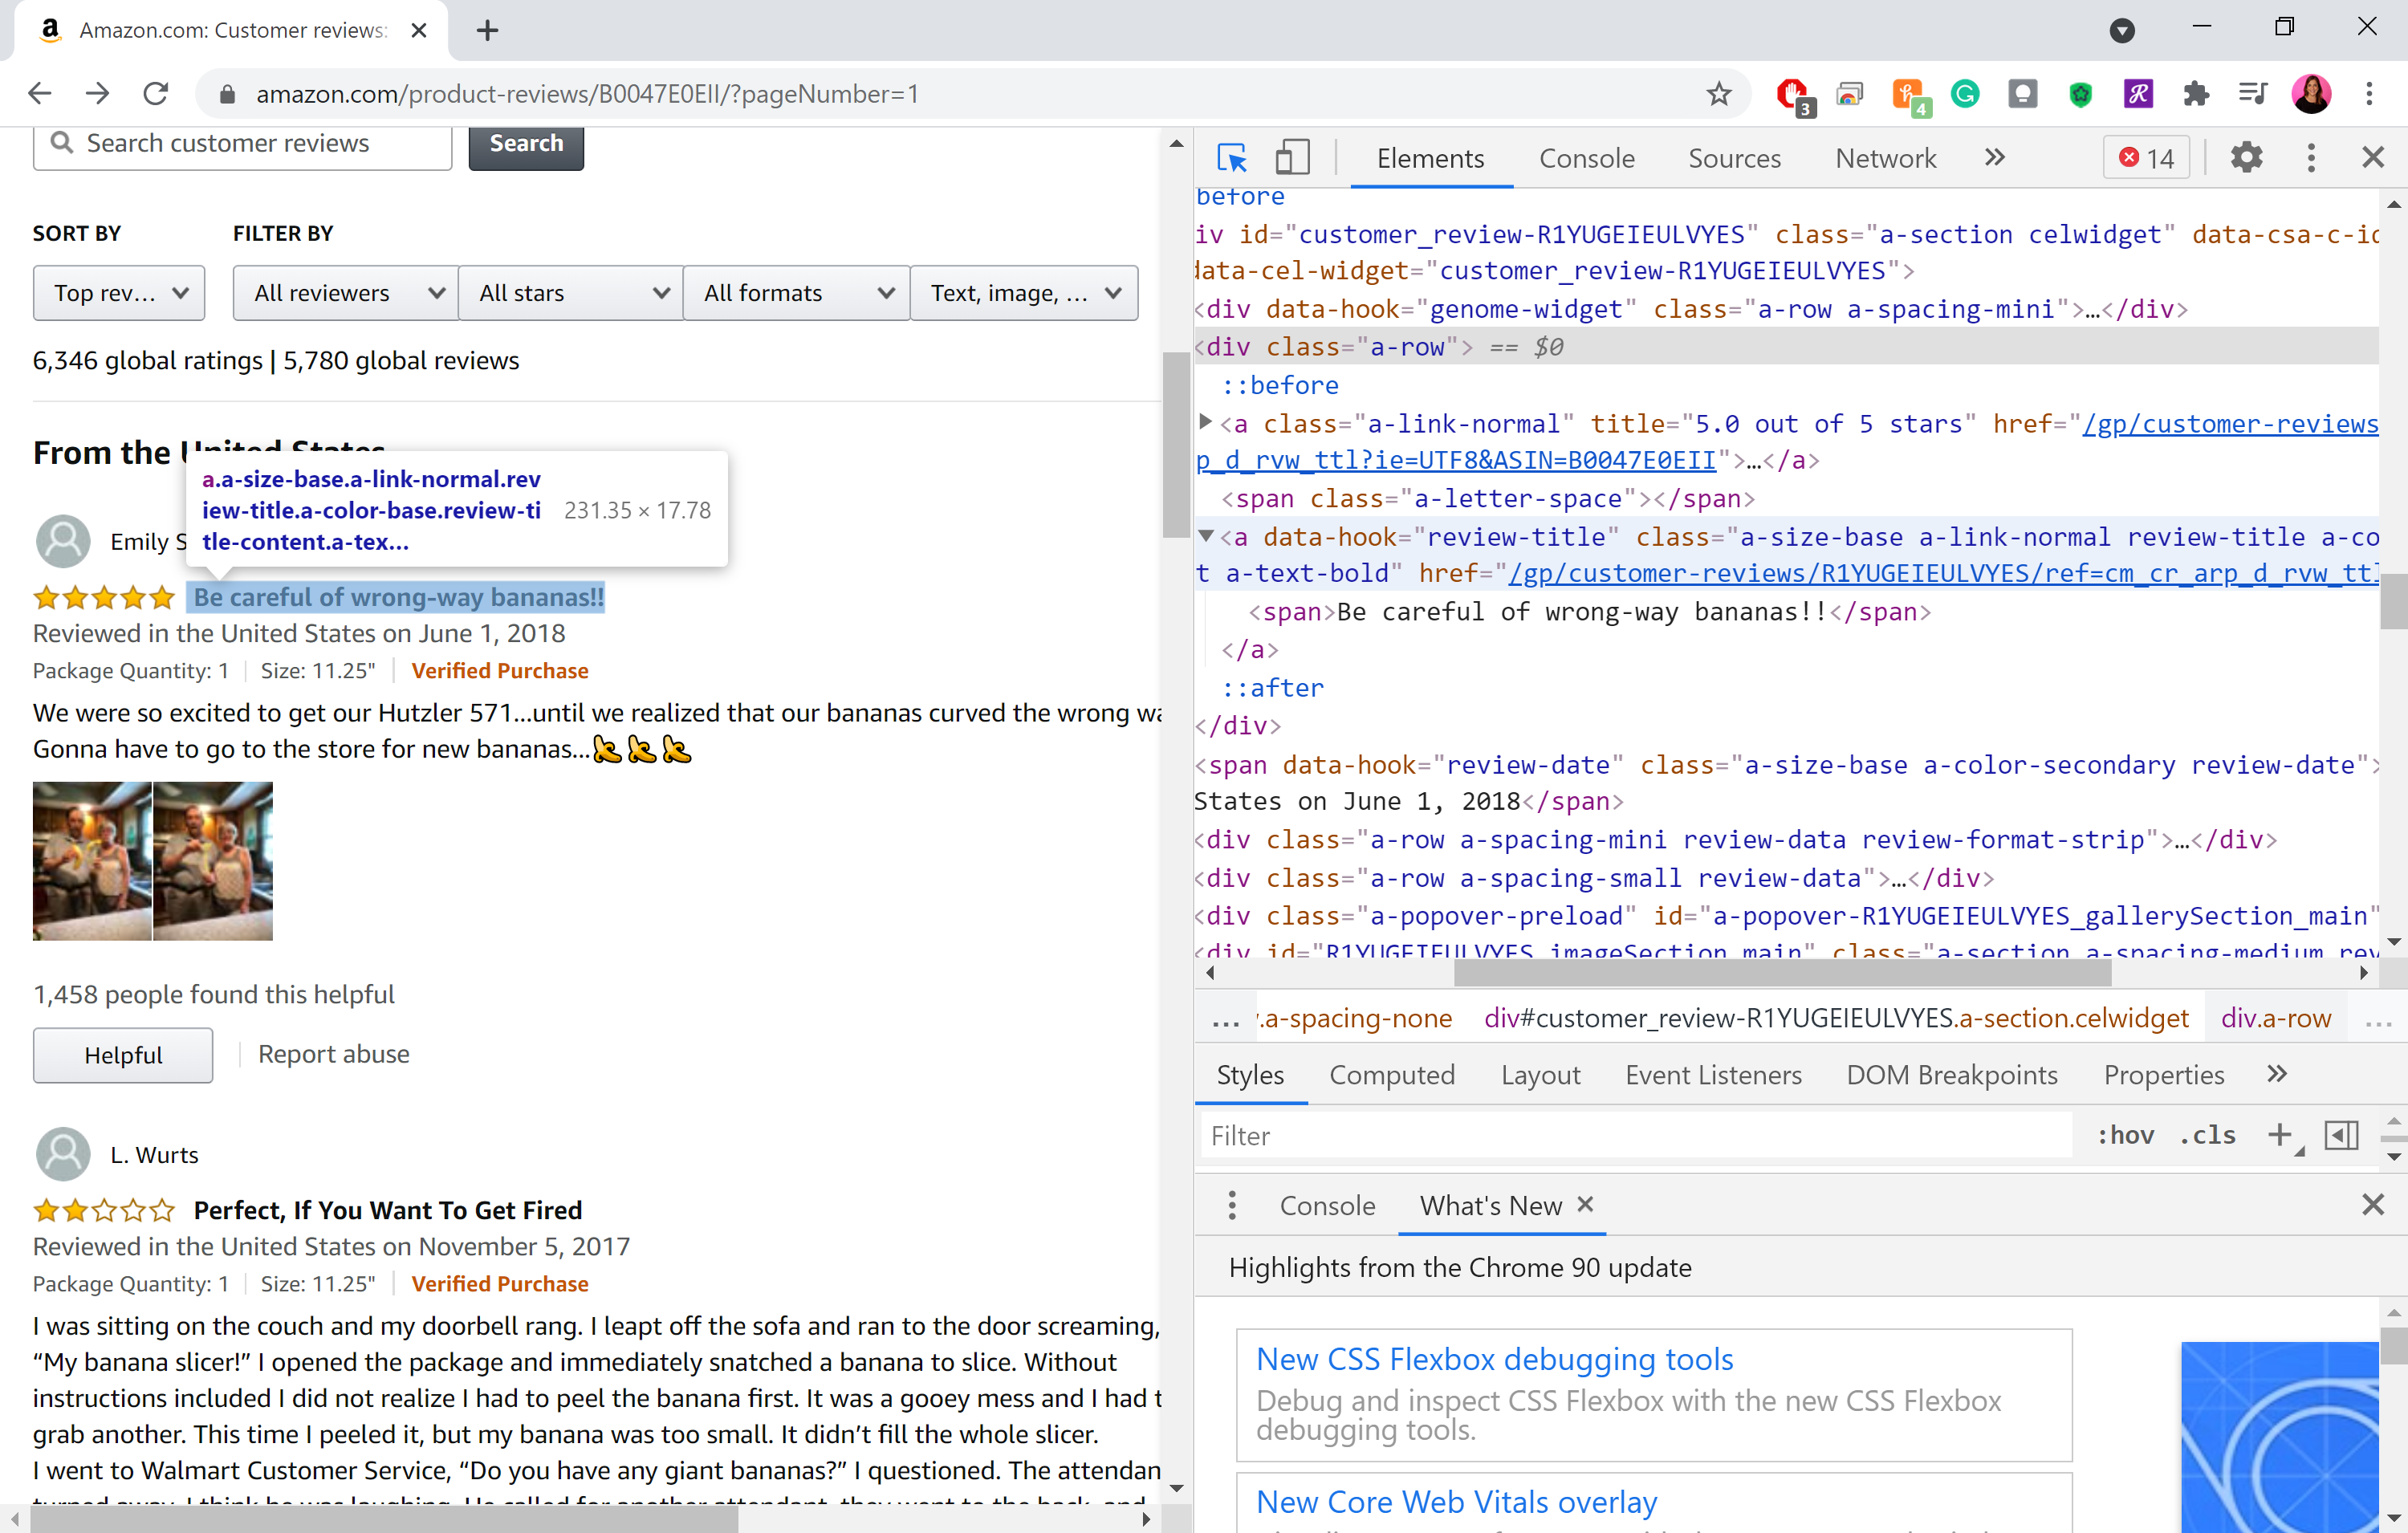 Amazon.com: Customer reviews:
amazon.com/product-reviews/B0047E0EII/?pageNumber=1
3
4
Search customer reviews
Search
SORT BY
FILTER BY
Top rev...
All reviewers
All stars
All formats
Text, image, ...
6,346 global ratings | 5,780 global reviews
From the United States
a.a-size-base.a-link-normal.rev
iew-title.a-color-base.review-ti
tle-content.a-tex...
231.35 × 17.78
Emily S
Be careful of wrong-way bananas!!
Reviewed in the United States on June 1, 2018
Package Quantity: 1 | Size: 11.25" | Verified Purchase
We were so excited to get our Hutzler 571...until we realized that our bananas curved the wrong wa
Gonna have to go to the store for new bananas...🍌🍌🍌
1,458 people found this helpful
Helpful
Report abuse
L. Wurts
Perfect, If You Want To Get Fired
Reviewed in the United States on November 5, 2017
Package Quantity: 1 | Size: 11.25" | Verified Purchase
I was sitting on the couch and my doorbell rang. I leapt off the sofa and ran to the door screaming,
“My banana slicer!” I opened the package and immediately snatched a banana to slice. Without
instructions included I did not realize I had to peel the banana first. It was a gooey mess and I had t
grab another. This time I peeled it, but my banana was too small. It didn’t fill the whole slicer.
I went to Walmart Customer Service, “Do you have any giant bananas?” I questioned. The attendan
Elements
Console
Sources
Network
14
before
iv id="customer_review-R1YUGEIEULVYES" class="a-section celwidget" data-csa-c-id
data-cel-widget="customer_review-R1YUGEIEULVYES">
<div data-hook="genome-widget" class="a-row a-spacing-mini">…</div>
<div class="a-row"> == $0
::before
<a class="a-link-normal" title="5.0 out of 5 stars" href="/gp/customer-reviews
p_d_rvw_ttl?ie=UTF8&ASIN=B0047E0EII">…</a>
<span class="a-letter-space"></span>
<a data-hook="review-title" class="a-size-base a-link-normal review-title a-co
t a-text-bold" href="/gp/customer-reviews/R1YUGEIEULVYES/ref=cm_cr_arp_d_rvw_ttl
<span>Be careful of wrong-way bananas!!</span>
</a>
::after
</div>
<span data-hook="review-date" class="a-size-base a-color-secondary review-date">
States on June 1, 2018</span>
<div class="a-row a-spacing-mini review-data review-format-strip">…</div>
<div class="a-row a-spacing-small review-data">…</div>
<div class="a-popover-preload" id="a-popover-R1YUGEIEULVYES_gallerySection_main"
<div id="R1YUGEIEULVYES_imageSection_main" class="a-section a-spacing-medium rev
... .a-spacing-none div#customer_review-R1YUGEIEULVYES.a-section.celwidget div.a-row ...
Styles
Computed
Layout
Event Listeners
DOM Breakpoints
Properties
Filter
:hov
.cls
Console
What's New
Highlights from the Chrome 90 update
New CSS Flexbox debugging tools
Debug and inspect CSS Flexbox with the new CSS Flexbox
debugging tools.
New Core Web Vitals overlay